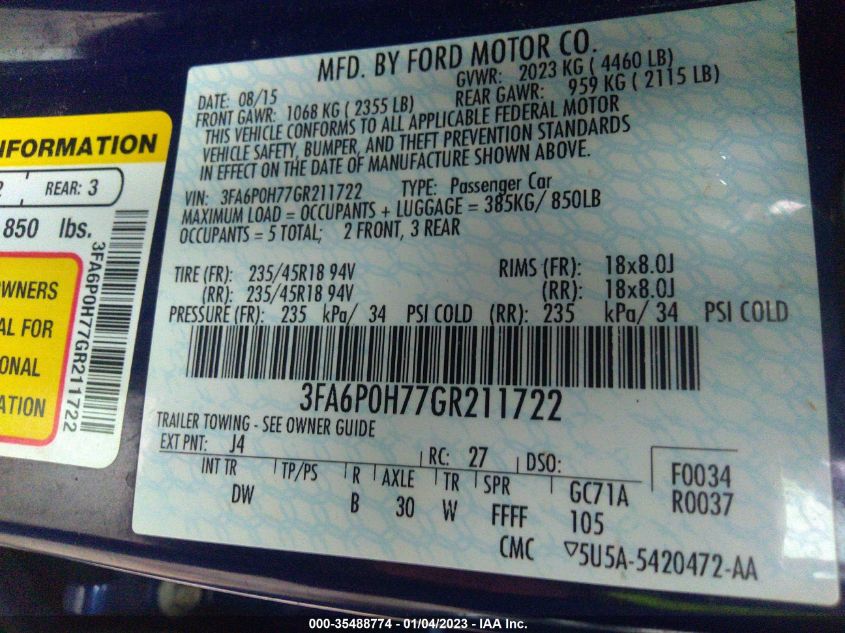 MFD. BY FORD MOTOR CO.
DATE: 08/15 GVWR: 2023 KG ( 4460 LB)
FRONT GAWR: 1068 KG ( 2355 LB) REAR GAWR: 959 KG ( 2115 LB)
THIS VEHICLE CONFORMS TO ALL APPLICABLE FEDERAL MOTOR
VEHICLE SAFETY, BUMPER, AND THEFT PREVENTION STANDARDS
IN EFFECT ON THE DATE OF MANUFACTURE SHOWN ABOVE.
VIN: 3FA6P0H77GR211722 TYPE: Passenger Car
MAXIMUM LOAD = OCCUPANTS + LUGGAGE = 385KG/ 850LB
OCCUPANTS = 5 TOTAL; 2 FRONT, 3 REAR
TIRE (FR): 235/45R18 94V RIMS (FR): 18x8.0J
(RR): 235/45R18 94V (RR): 18x8.0J
PRESSURE (FR): 235 kPa/ 34 PSI COLD (RR): 235 kPa/ 34 PSI COLD
3FA6P0H77GR211722
TRAILER TOWING - SEE OWNER GUIDE
EXT PNT: J4 RC: 27 DSO:
INT TR TP/PS R AXLE TR SPR GC71A F0034
DW B 30 W FFFF 105 R0037
CMC ▽5U5A-5420472-AA
NFORMATION
2 REAR: 3
850 lbs.
3FA6P0H77GR211722
WNERS
AL FOR
ONAL
ATION
000-35488774 - 01/04/2023 - IAA Inc.